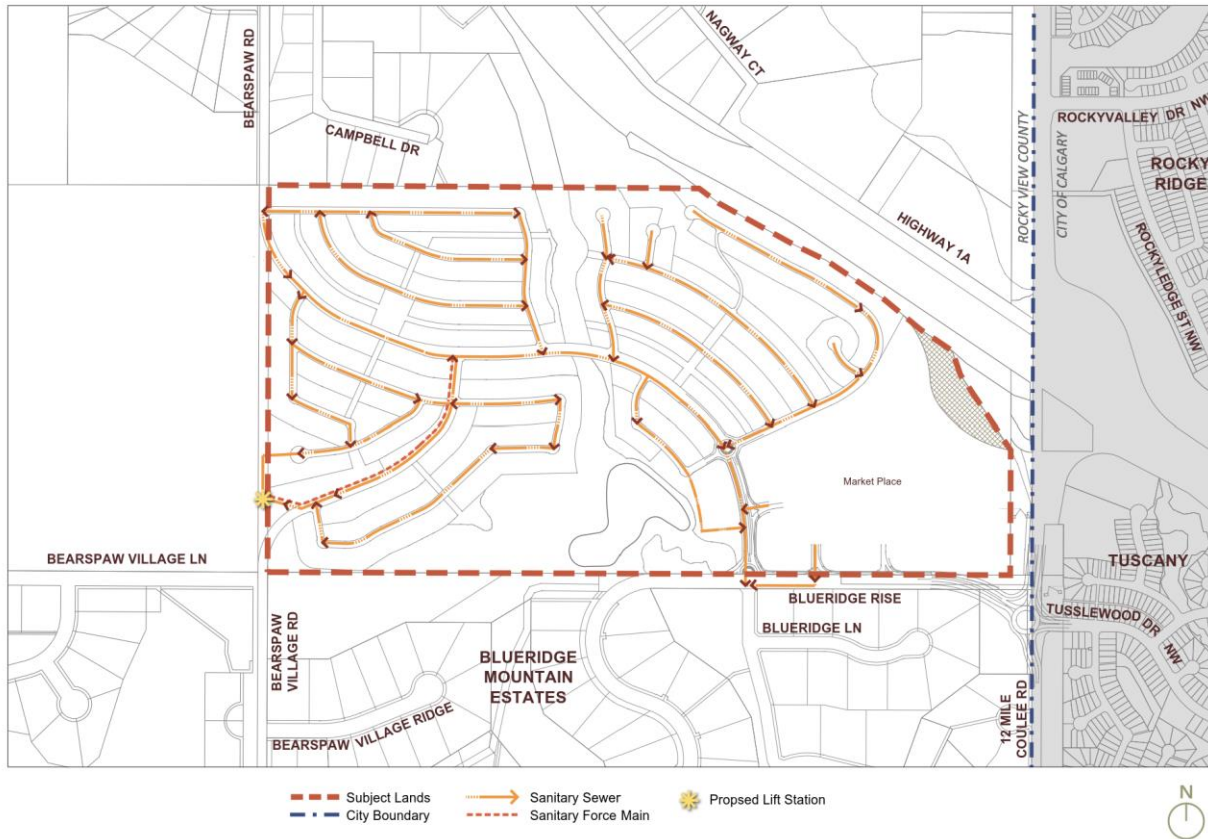 BEARSPAW RD
NAGWAY CT
CAMPBELL DR
ROCKY VIEW COUNTY
CITY OF CALGARY
ROCKYVALLEY DR NW
ROCKY
RIDGE
HIGHWAY 1A
ROCKYLEDGE ST NW
Market Place
BEARSPAW VILLAGE LN
TUSCANY
BLUERIDGE RISE
TUSSLEWOOD DR NW
BLUERIDGE LN
BEARSPAW
VILLAGE RD
BLUERIDGE
MOUNTAIN
ESTATES
12 MILE
COULEE RD
BEARSPAW VILLAGE RIDGE
Subject Lands
Sanitary Sewer
Propsed Lift Station
City Boundary
Sanitary Force Main
N